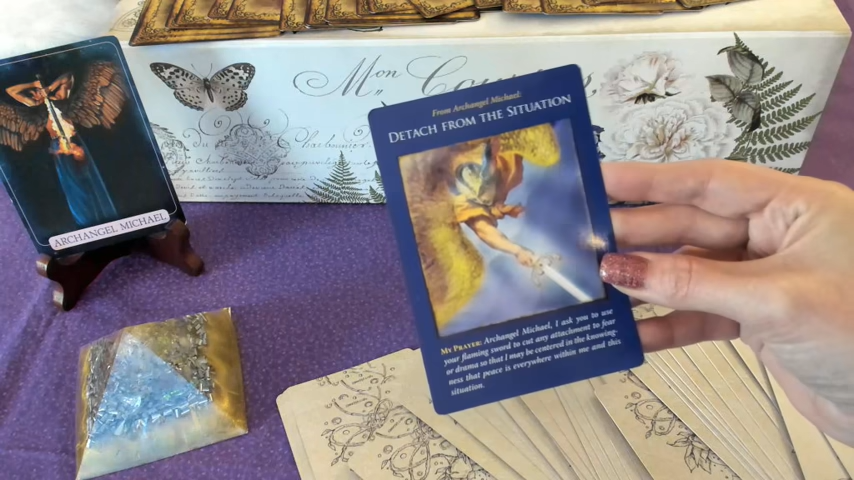 Mon Cou
ARCHANGEL MICHAEL
From Archangel Michael:
DETACH FROM THE SITUATION
MY PRAYER: Archangel Michael, I ask you to use
your flaming sword to cut any attachment to fear
or drama so that I may be centered in the knowing-
ness that peace is everywhere within me and this
situation.